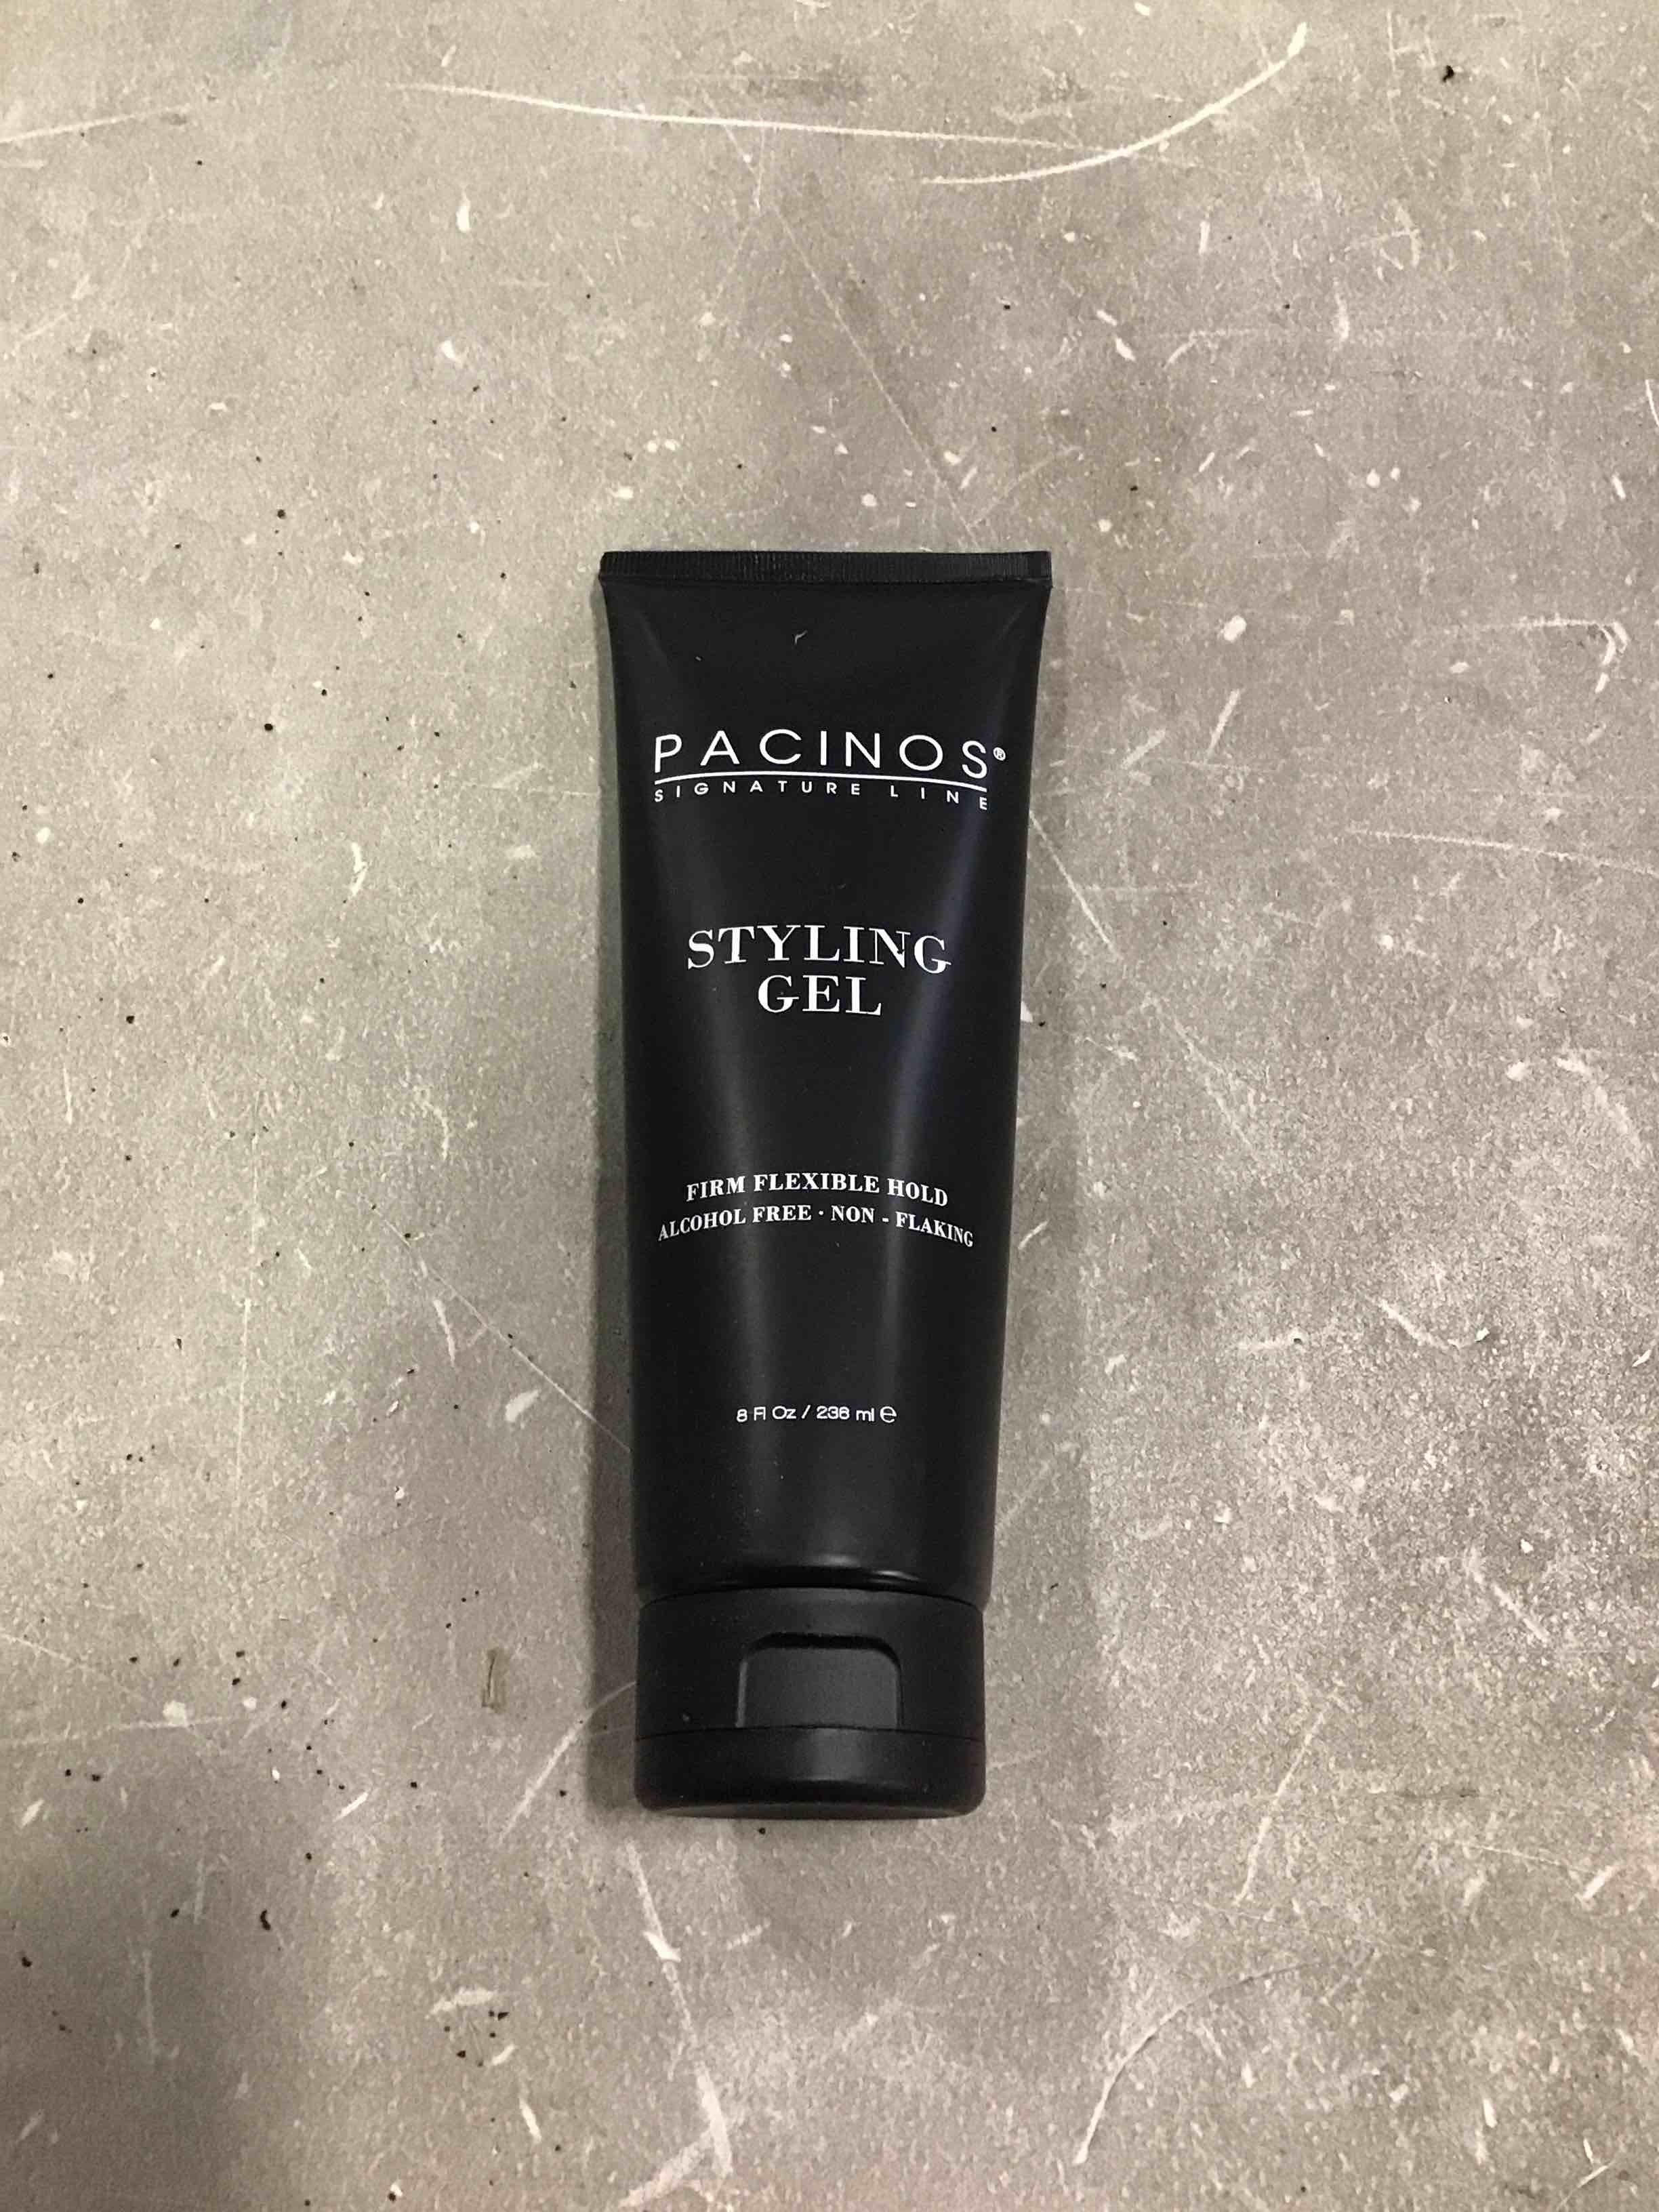 PACINOS®
SIGNATURE LINE
STYLING
GEL
FIRM FLEXIBLE HOLD
ALCOHOL FREE · NON - FLAKING
8 Fl Oz / 236 ml ℮